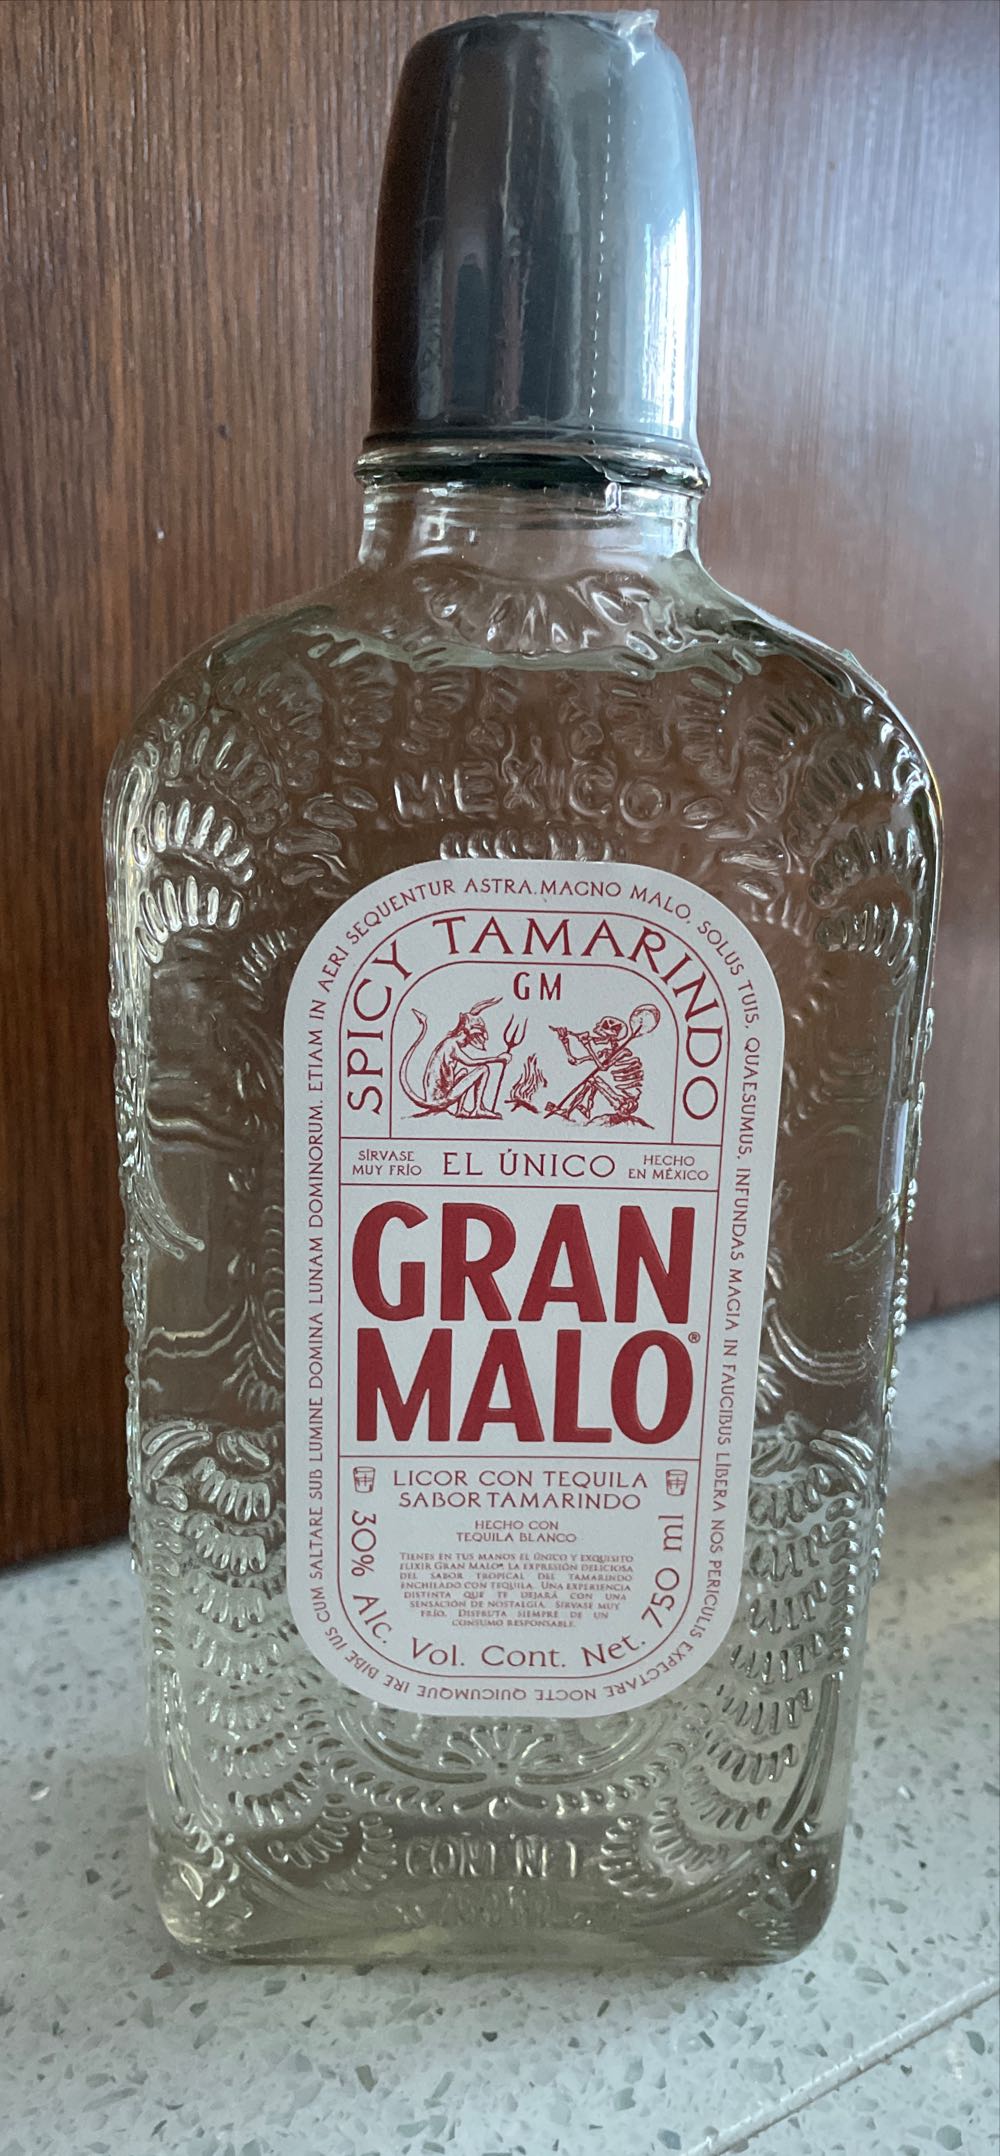 MEXICO
MAGNO MALO, SOLUS TUIS, QUAESUMUS, INFUNDAS MAGIA IN FAUCIBUS LÍBERA NOS PERICULIS EXPECTARE NOCTE QUICUMQUE IRE BIBE IUS CUM SALTARE SUB LUMINE DOMINA LUNAM DOMINORUM. ETIAM IN AERI SEQUENTUR ASTRA.
SPICY TAMARINDO
GM
SÍRVASE
MUY FRÍO
EL ÚNICO
HECHO
EN MÉXICO
GRAN
MALO®
LICOR CON TEQUILA
SABOR TAMARINDO
HECHO CON
TEQUILA BLANCO
TIENES EN TUS MANOS EL ÚNICO Y EXQUISITO
ELIXIR GRAN MALO®. LA EXPRESIÓN DELICIOSA
DEL SABOR TROPICAL DEL TAMARINDO
ENCHILADO CON TEQUILA. UNA EXPERIENCIA
DISTINTA QUE TE DEJARÁ CON UNA
SENSACIÓN DE NOSTALGIA. SÍRVASE MUY
FRÍO. DISFRUTA SIEMPRE DE UN
CONSUMO RESPONSABLE.
30% Alc. Vol. Cont. Net. 750 ml
CONT NET